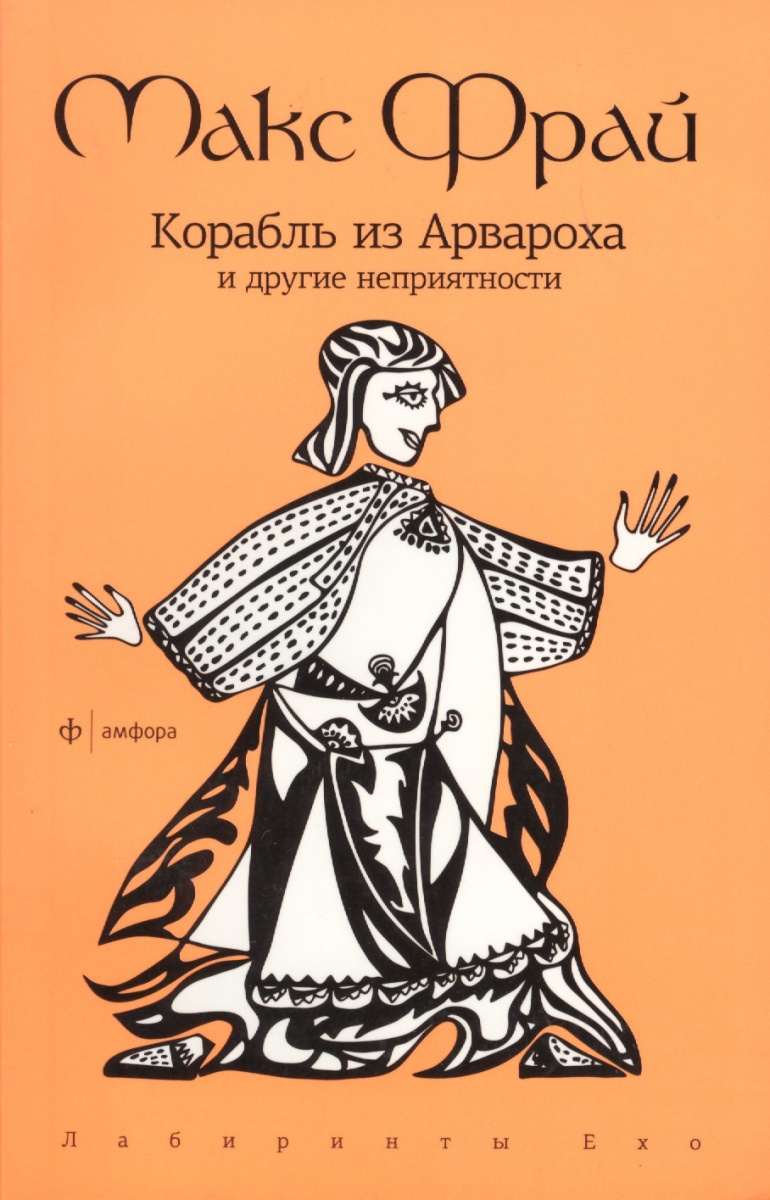 Макс Фрай
Корабль из Арвароха
и другие неприятности
ф | амфора
Лабиринты Ехо